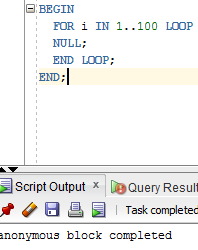 BEGIN
FOR i IN 1..100 LOOP
NULL;
END LOOP;
END;
Script Output x Query Result
Task completed
anonymous block completed